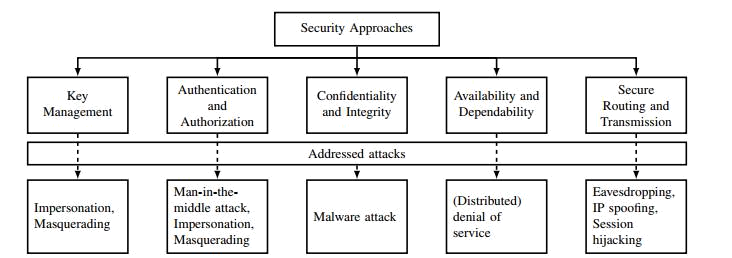 Security Approaches
Key
Management
Authentication
and
Authorization
Confidentiality
and Integrity
Availability and
Dependability
Secure
Routing and
Transmission
Addressed attacks
Impersonation,
Masquerading
Man-in-the-
middle attack,
Impersonation,
Masquerading
Malware attack
(Distributed)
denial of
service
Eavesdropping,
IP spoofing,
Session
hijacking